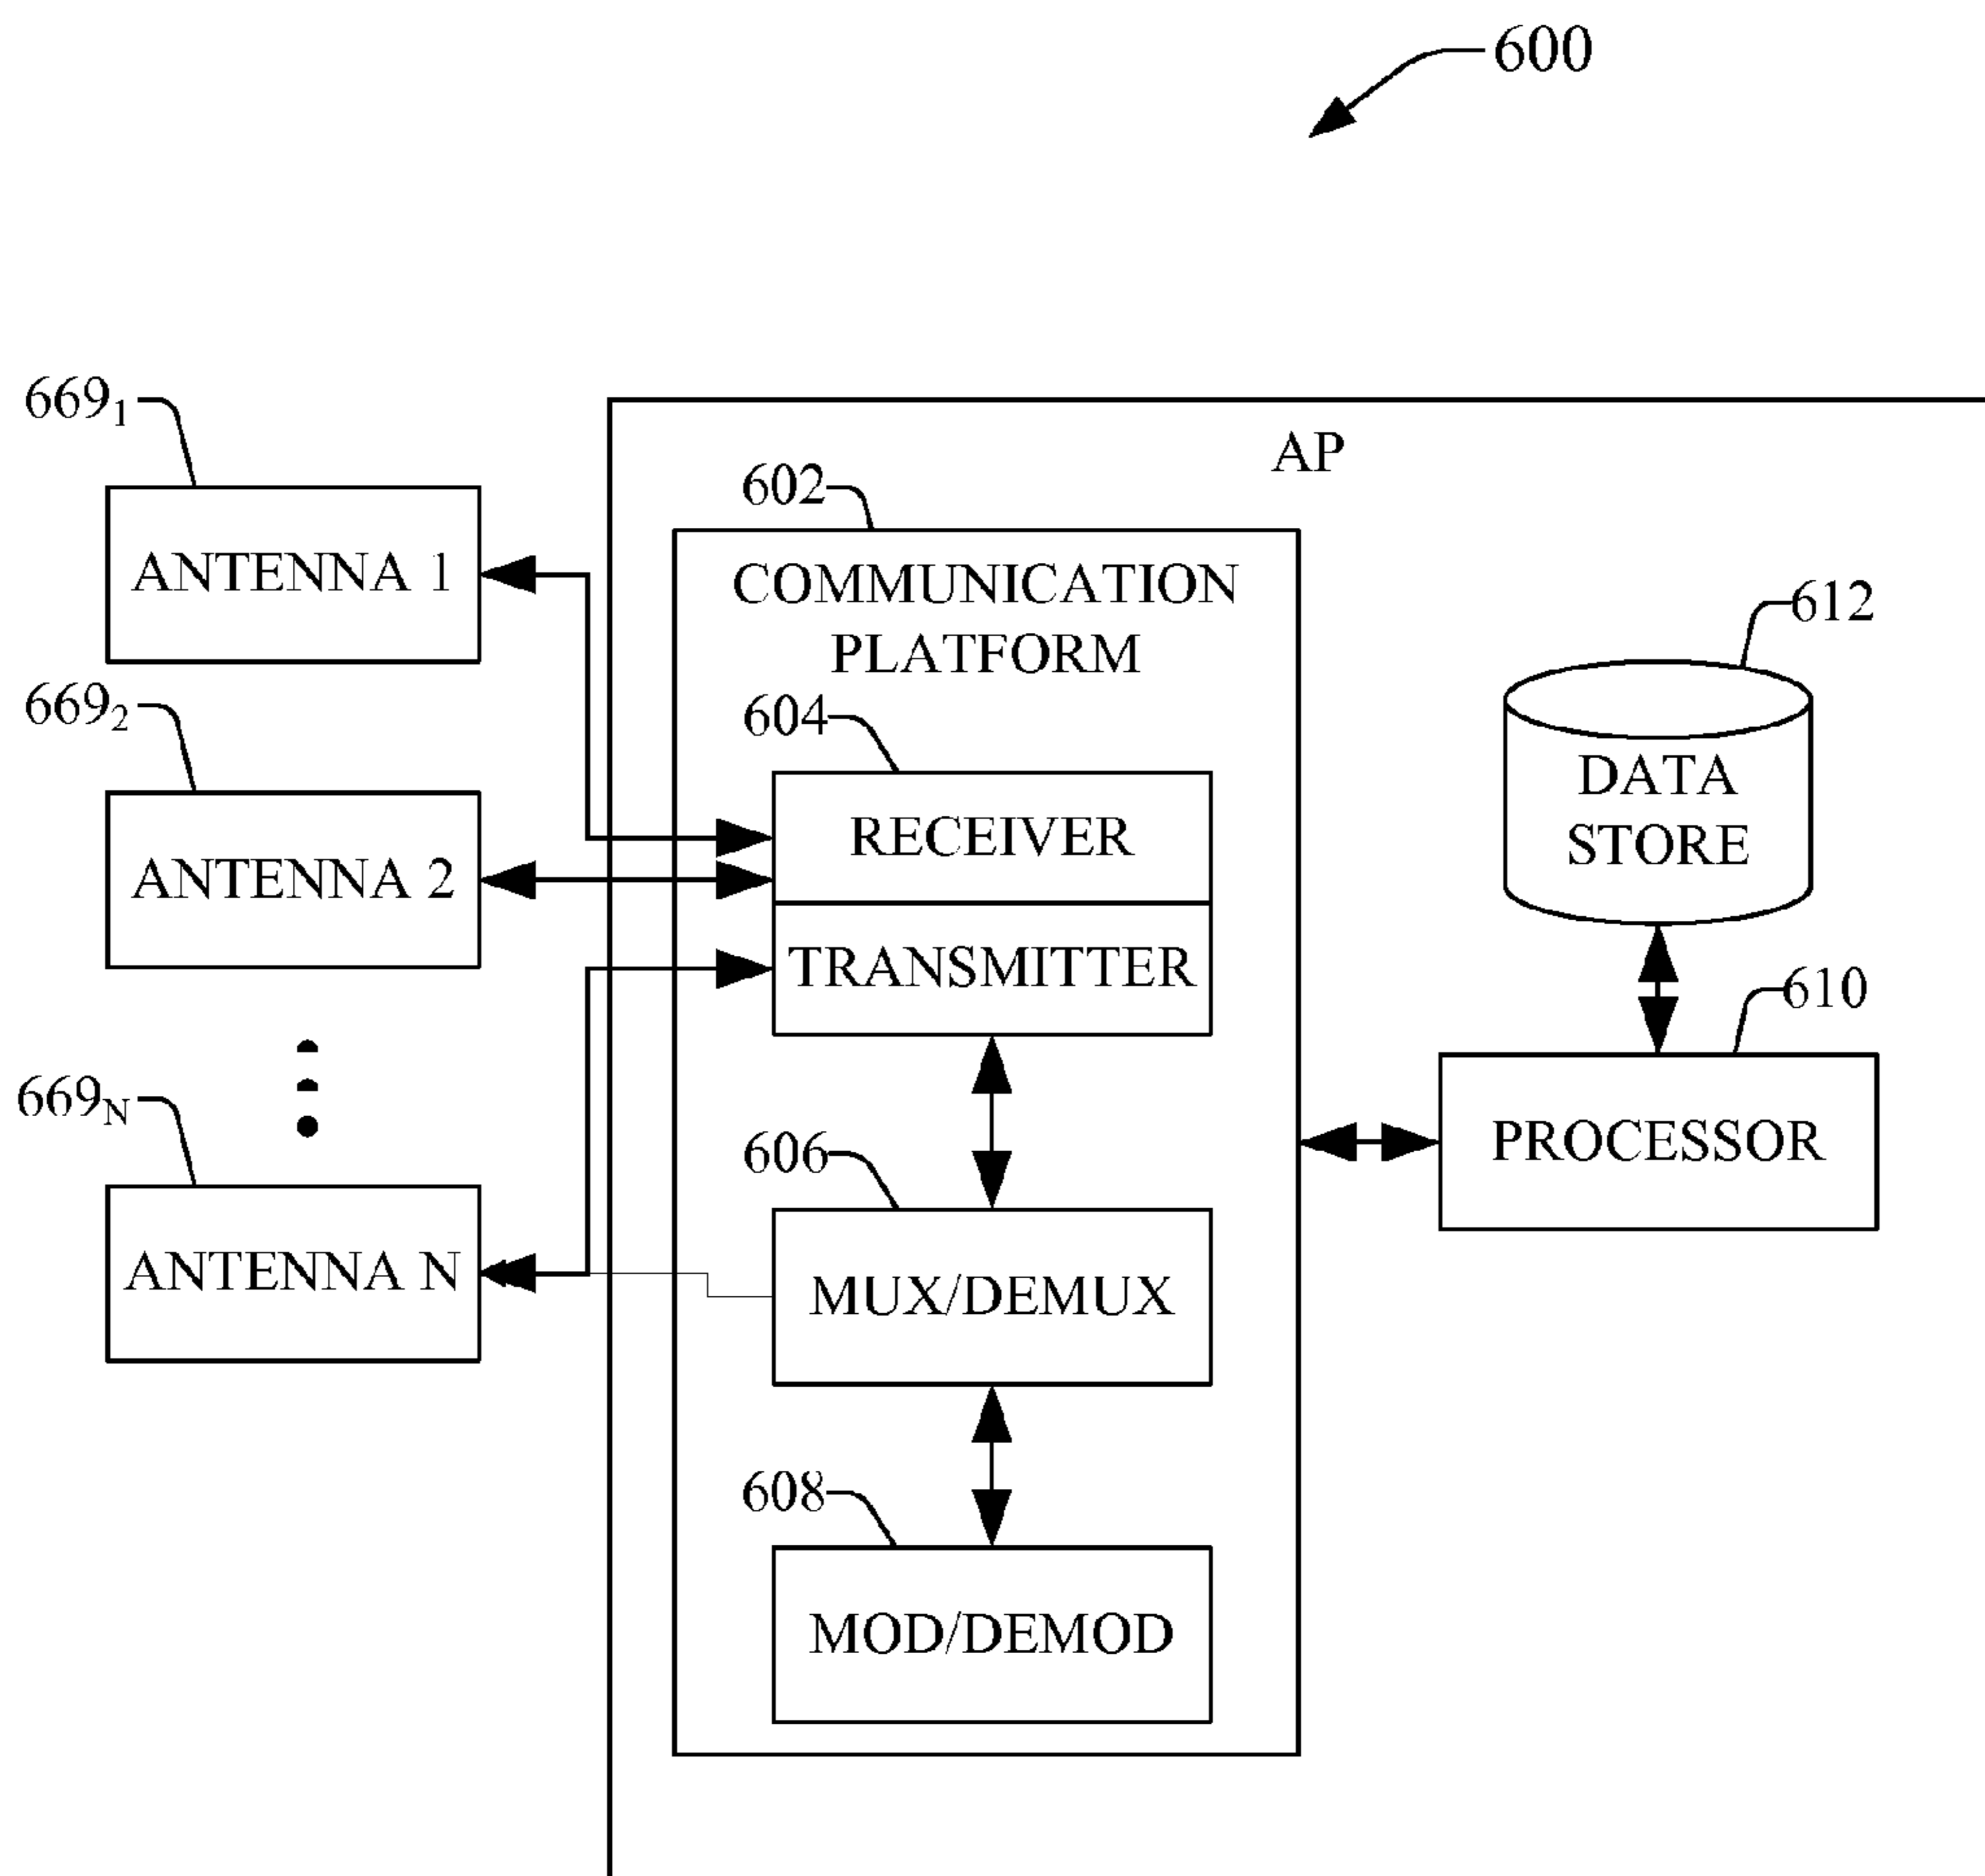 600
669₁
AP
602
ANTENNA 1
COMMUNICATION
PLATFORM
612
669₂
604
DATA
STORE
RECEIVER
ANTENNA 2
TRANSMITTER
610
669N
PROCESSOR
606
ANTENNA N
MUX/DEMUX
608
MOD/DEMOD